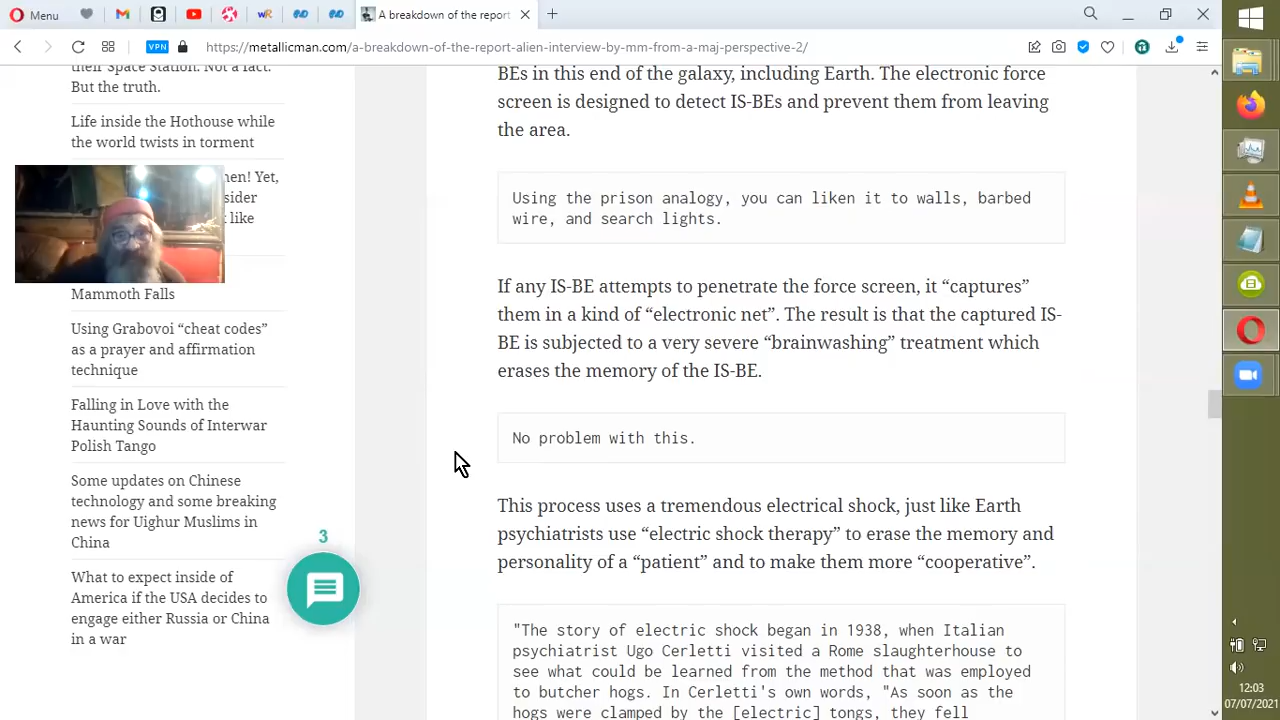 Menu
A breakdown of the report
VPN
https://metallicman.com/a-breakdown-of-the-report-alien-interview-by-mm-from-a-maj-perspective-2/
their Space Station. Not a fact.
But the truth.
Life inside the Hothouse while
the world twists in torment
men! Yet,
sider
like
Mammoth Falls
Using Grabovoi “cheat codes”
as a prayer and affirmation
technique
Falling in Love with the
Haunting Sounds of Interwar
Polish Tango
Some updates on Chinese
technology and some breaking
news for Uighur Muslims in
China
What to expect inside of
America if the USA decides to
engage either Russia or China
in a war
3
BEs in this end of the galaxy, including Earth. The electronic force
screen is designed to detect IS-BEs and prevent them from leaving
the area.
Using the prison analogy, you can liken it to walls, barbed
wire, and search lights.
If any IS-BE attempts to penetrate the force screen, it “captures”
them in a kind of “electronic net”. The result is that the captured IS-
BE is subjected to a very severe “brainwashing” treatment which
erases the memory of the IS-BE.
No problem with this.
This process uses a tremendous electrical shock, just like Earth
psychiatrists use “electric shock therapy” to erase the memory and
personality of a “patient” and to make them more “cooperative”.
"The story of electric shock began in 1938, when Italian
psychiatrist Ugo Cerletti visited a Rome slaughterhouse to
see what could be learned from the method that was employed
to butcher hogs. In Cerletti's own words, "As soon as the
hogs were clamped by the [electric] tongs, they fell
12:03
07/07/2021